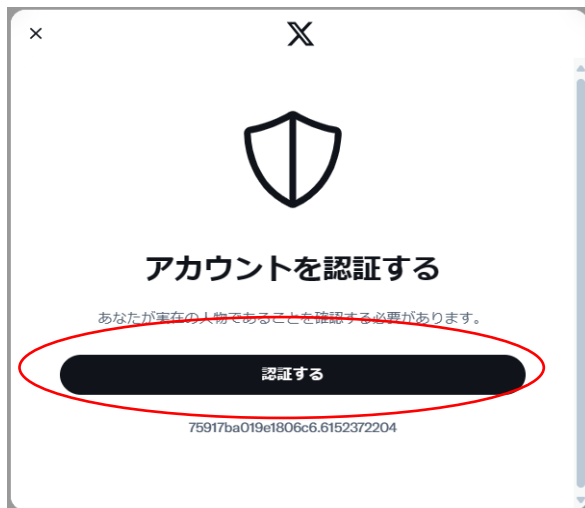 アカウントを認証する
あなたが実在の人物であることを確認する必要があります。
認証する
75917ba019e1806c6.6152372204